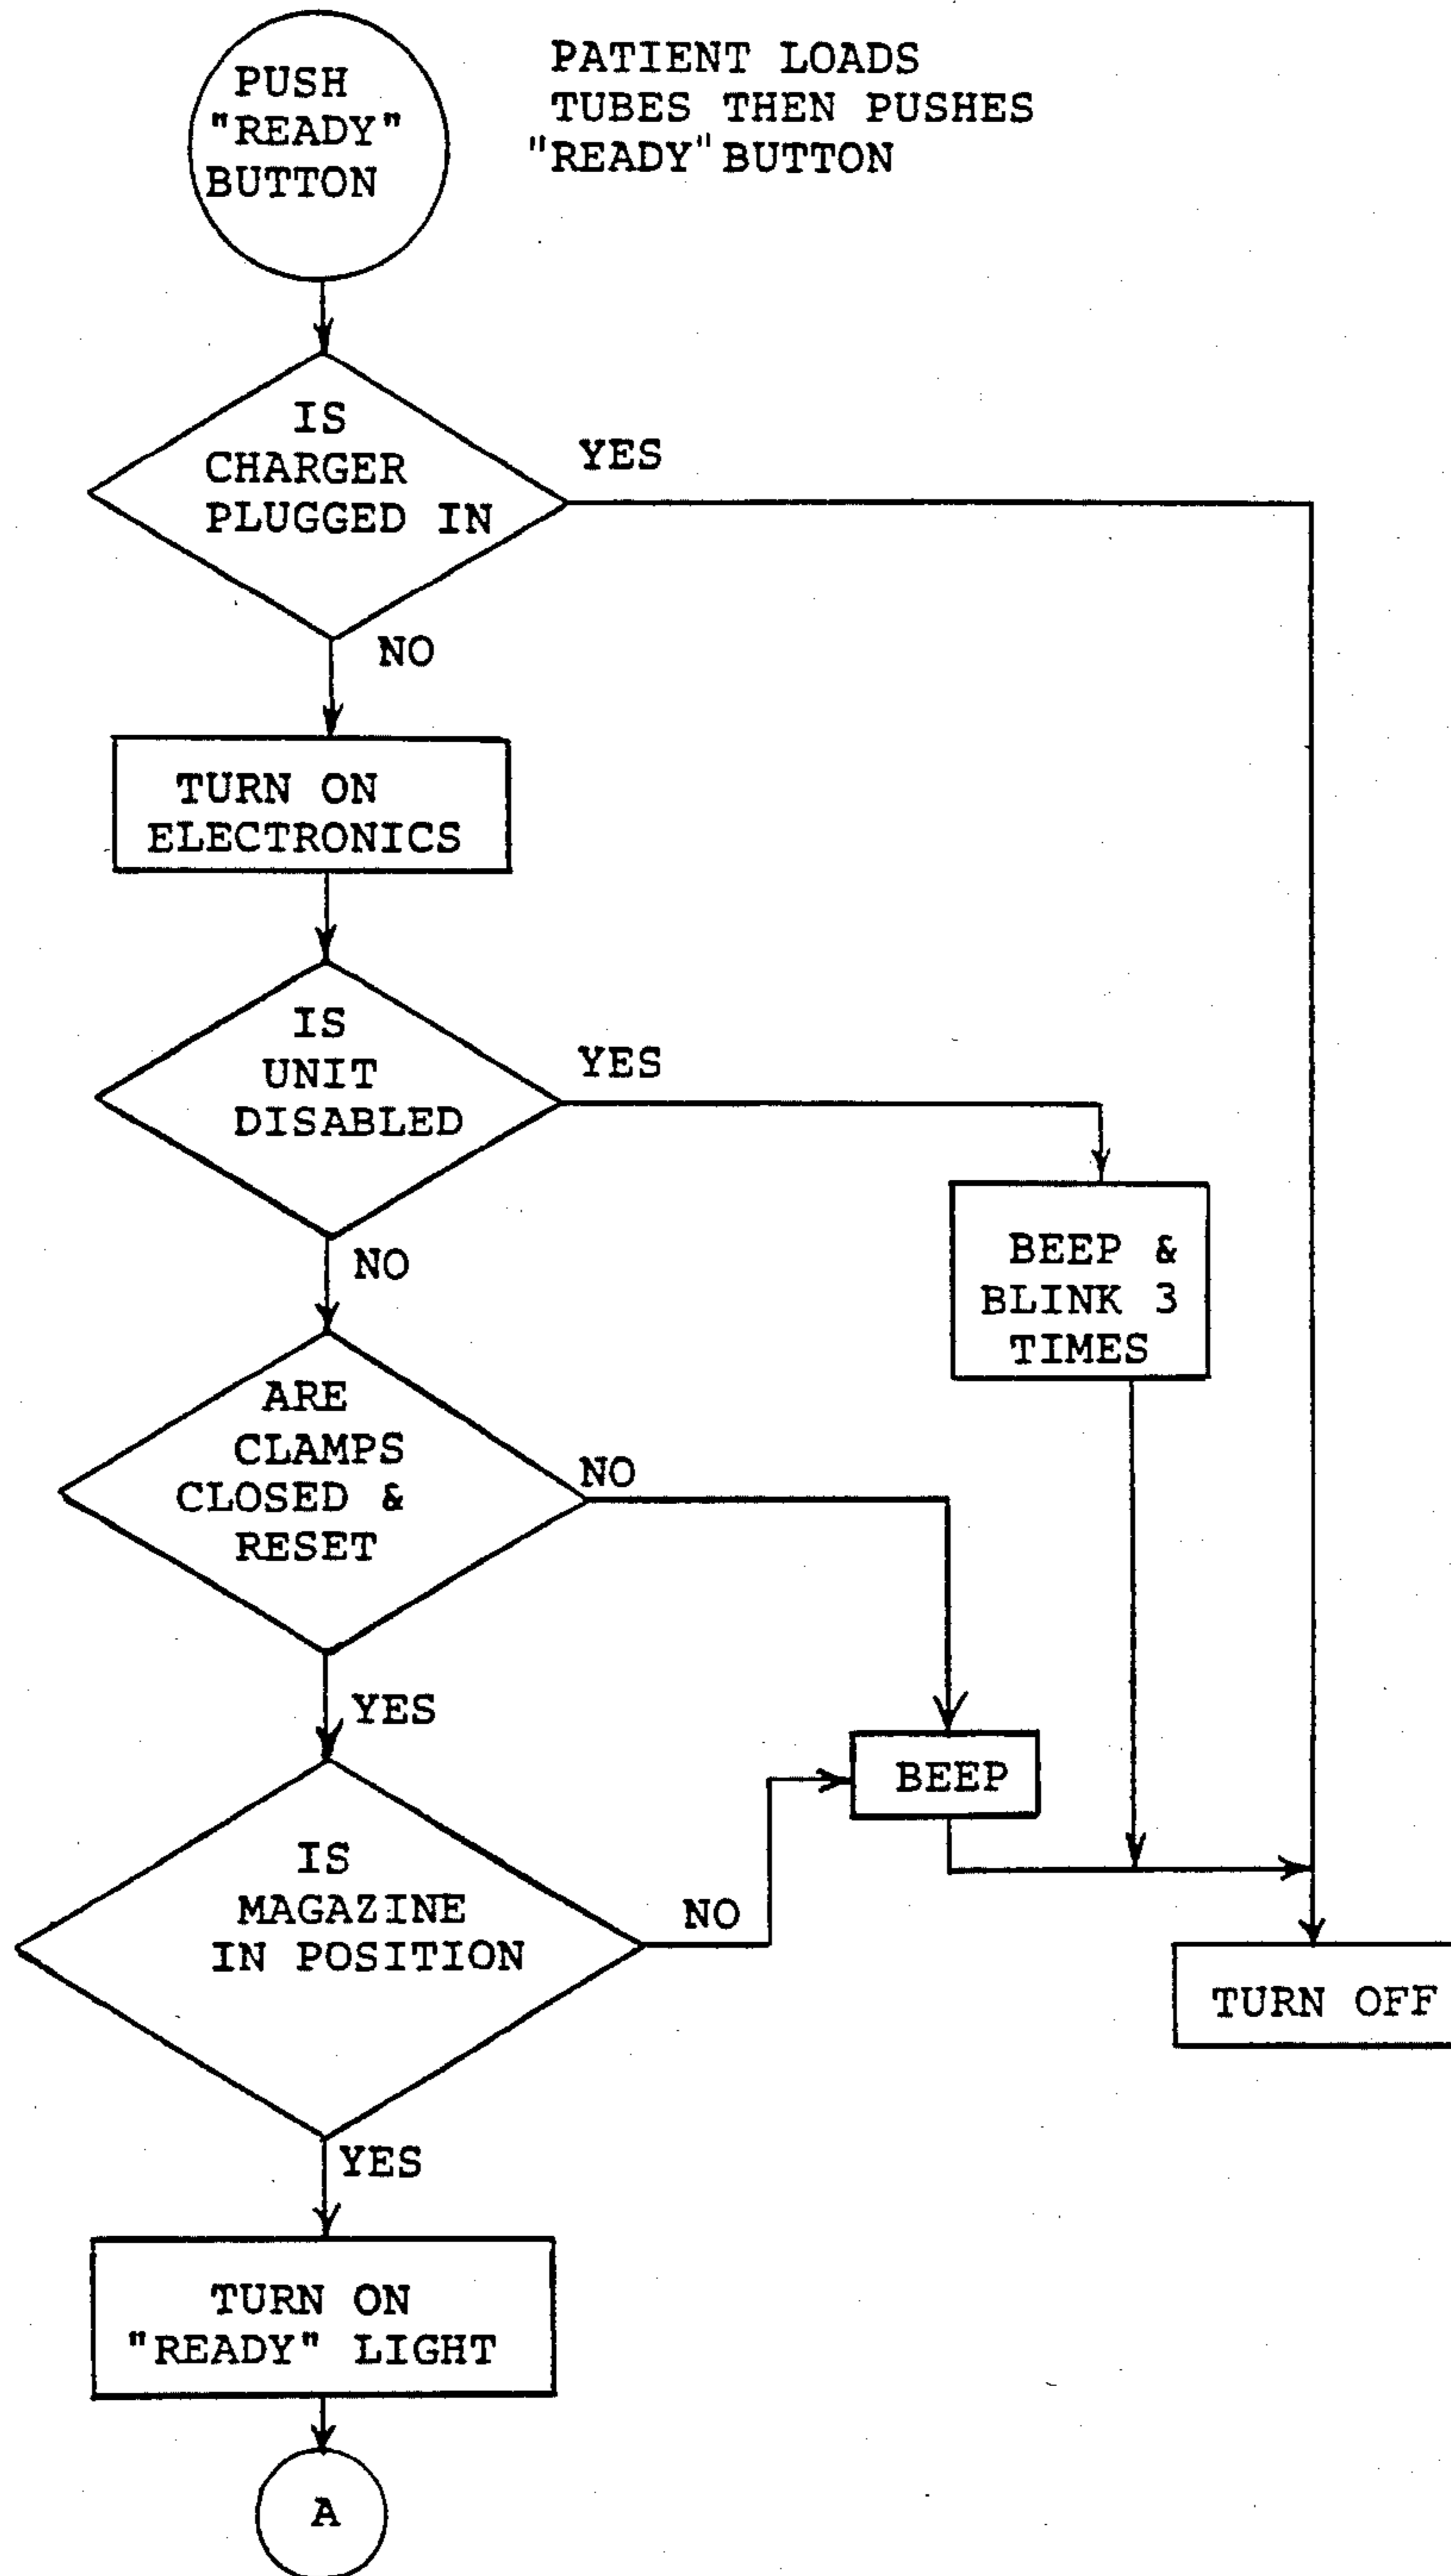 PUSH
"READY"
BUTTON
PATIENT LOADS
TUBES THEN PUSHES
"READY" BUTTON
IS
CHARGER
PLUGGED IN
YES
NO
TURN ON
ELECTRONICS
IS
UNIT
DISABLED
YES
NO
BEEP &
BLINK 3
TIMES
ARE
CLAMPS
CLOSED &
RESET
NO
YES
BEEP
IS
MAGAZINE
IN POSITION
NO
TURN OFF
YES
TURN ON
"READY" LIGHT
A